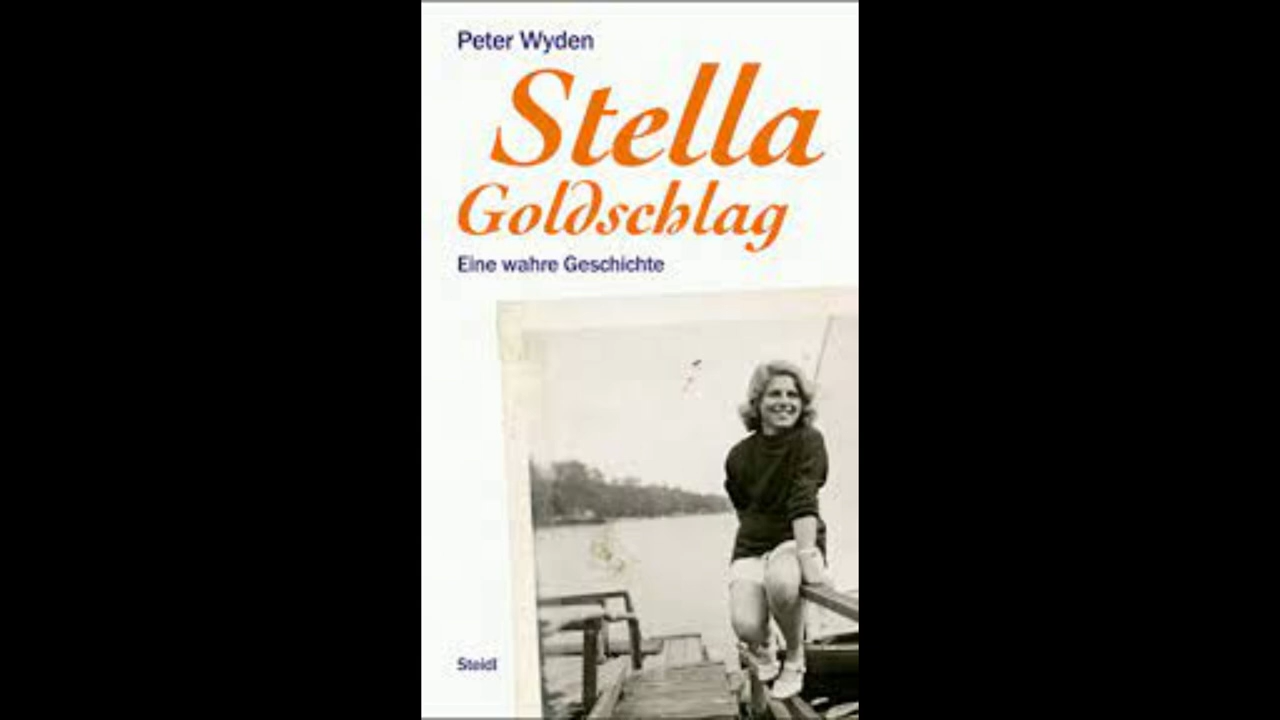 Peter Wyden
Stella
Goldschlag
Eine wahre Geschichte
Steidl